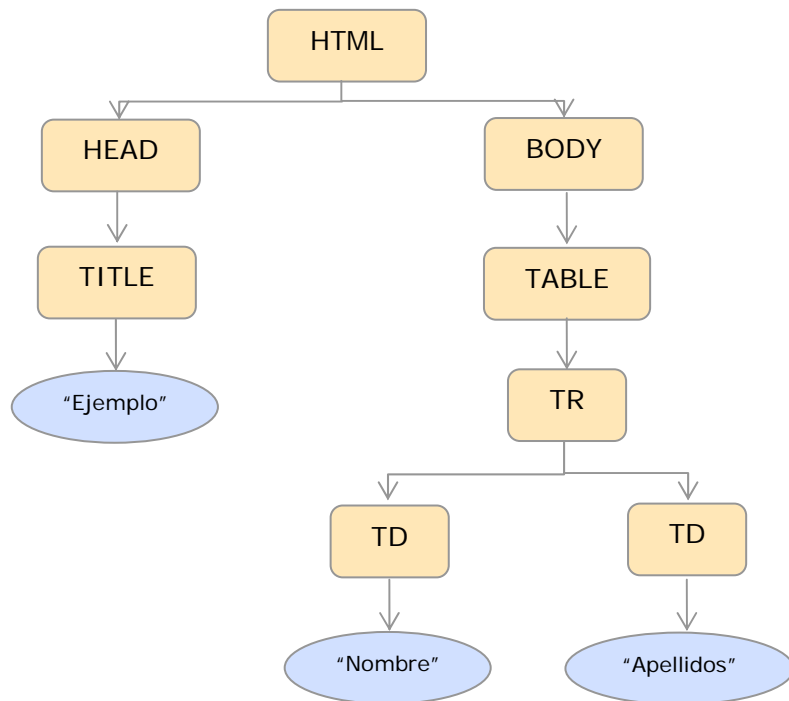 HTML
HEAD
BODY
TITLE
TABLE
“Ejemplo”
TR
TD
TD
“Nombre”
“Apellidos”